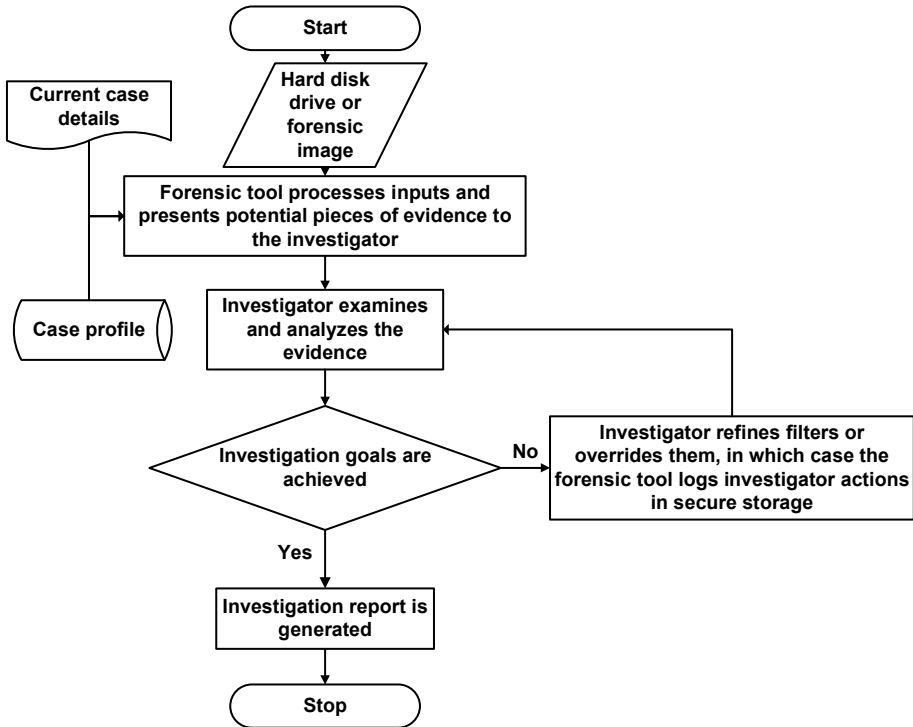 Start
Hard disk
drive or
forensic
image
Current case
details
Forensic tool processes inputs and
presents potential pieces of evidence to
the investigator
Case profile
Investigator examines
and analyzes the
evidence
Investigation goals are
achieved
No
Investigator refines filters or
overrides them, in which case the
forensic tool logs investigator actions
in secure storage
Yes
Investigation report is
generated
Stop